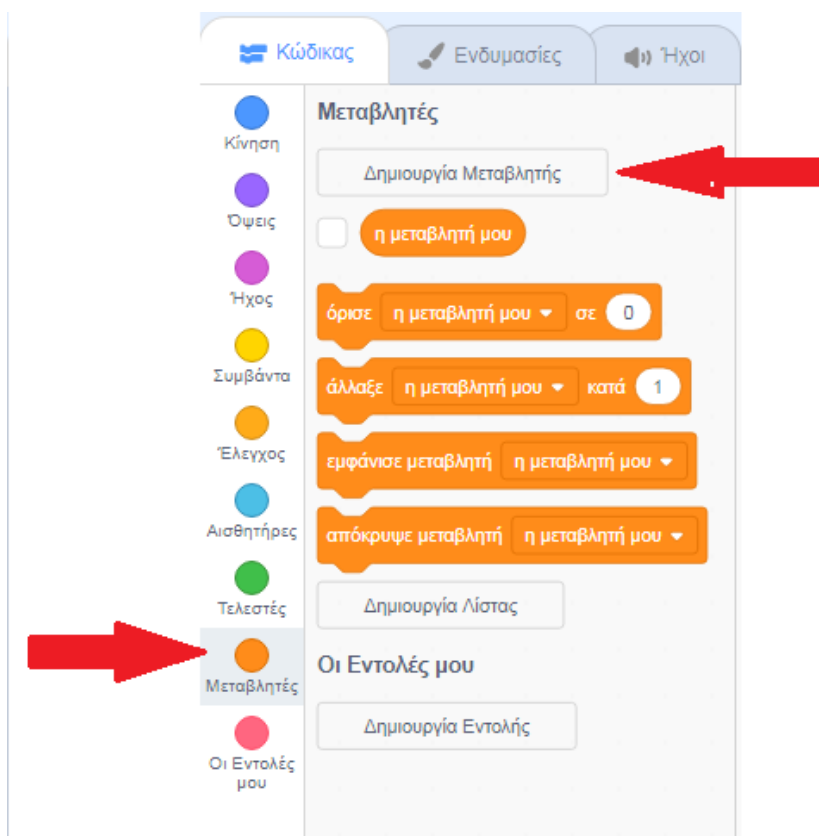 Κώδικας
Ενδυμασίες
Ήχοι
Κίνηση
Όψεις
Ήχος
Συμβάντα
Έλεγχος
Αισθητήρες
Τελεστές
Μεταβλητές
Οι Εντολές
μου
Μεταβλητές
Δημιουργία Μεταβλητής
η μεταβλητή μου
όρισε η μεταβλητή μου σε 0
άλλαξε η μεταβλητή μου κατά 1
εμφάνισε μεταβλητή η μεταβλητή μου
απόκρυψε μεταβλητή η μεταβλητή μου
Δημιουργία Λίστας
Οι Εντολές μου
Δημιουργία Εντολής